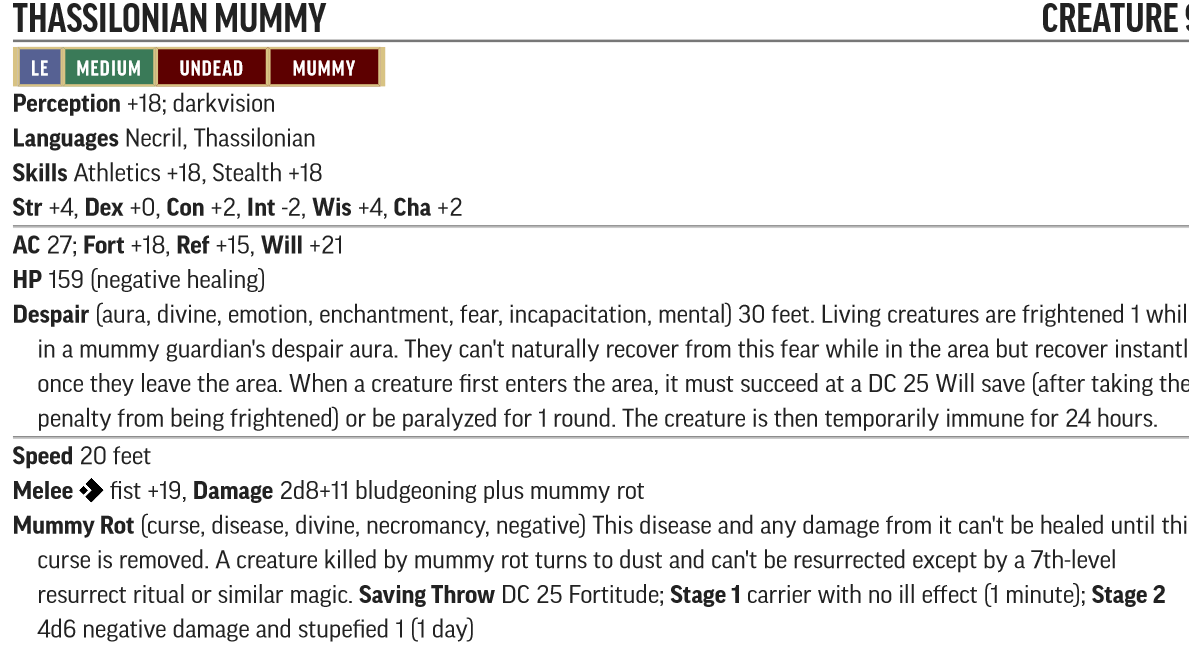 THASSILONIAN MUMMY CREATURE 9
LE MEDIUM UNDEAD MUMMY
Perception +18; darkvision
Languages Necril, Thassilonian
Skills Athletics +18, Stealth +18
Str +4, Dex +0, Con +2, Int -2, Wis +4, Cha +2
AC 27; Fort +18, Ref +15, Will +21
HP 159 (negative healing)
Despair (aura, divine, emotion, enchantment, fear, incapacitation, mental) 30 feet. Living creatures are frightened 1 whil
in a mummy guardian's despair aura. They can't naturally recover from this fear while in the area but recover instantl
once they leave the area. When a creature first enters the area, it must succeed at a DC 25 Will save (after taking the
penalty from being frightened) or be paralyzed for 1 round. The creature is then temporarily immune for 24 hours.
Speed 20 feet
Melee fist +19, Damage 2d8+11 bludgeoning plus mummy rot
Mummy Rot (curse, disease, divine, necromancy, negative) This disease and any damage from it can't be healed until thi
curse is removed. A creature killed by mummy rot turns to dust and can't be resurrected except by a 7th-level
resurrect ritual or similar magic. Saving Throw DC 25 Fortitude; Stage 1 carrier with no ill effect (1 minute); Stage 2
4d6 negative damage and stupefied 1 (1 day)